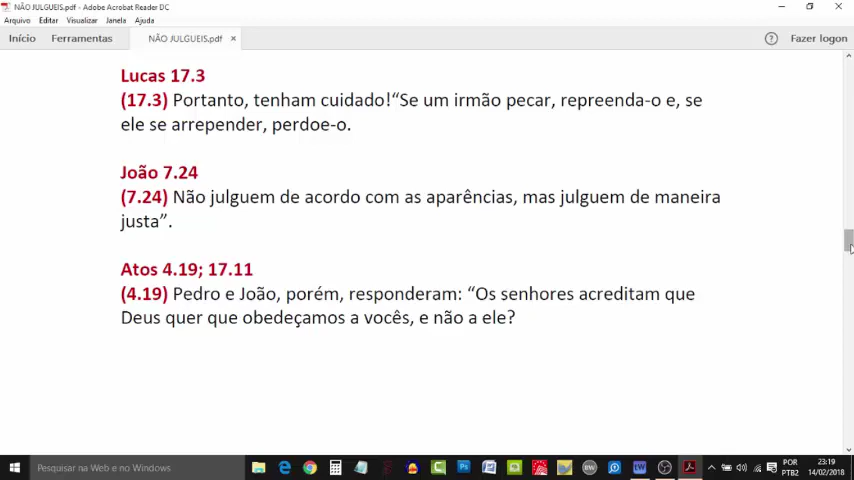 NÃO JULGUEIS.pdf - Adobe Acrobat Reader DC
Arquivo Editar Visualizar Janela Ajuda
Início Ferramentas NÃO JULGUEIS.pdf × ? Fazer logon
Lucas 17.3
(17.3) Portanto, tenham cuidado!“Se um irmão pecar, repreenda-o e, se
ele se arrepender, perdoe-o.
João 7.24
(7.24) Não julguem de acordo com as aparências, mas julguem de maneira
justa”.
Atos 4.19; 17.11
(4.19) Pedro e João, porém, responderam: “Os senhores acreditam que
Deus quer que obedeçamos a vocês, e não a ele?
Pesquisar na Web e no Windows
POR
PTB2
23:19
14/02/2018